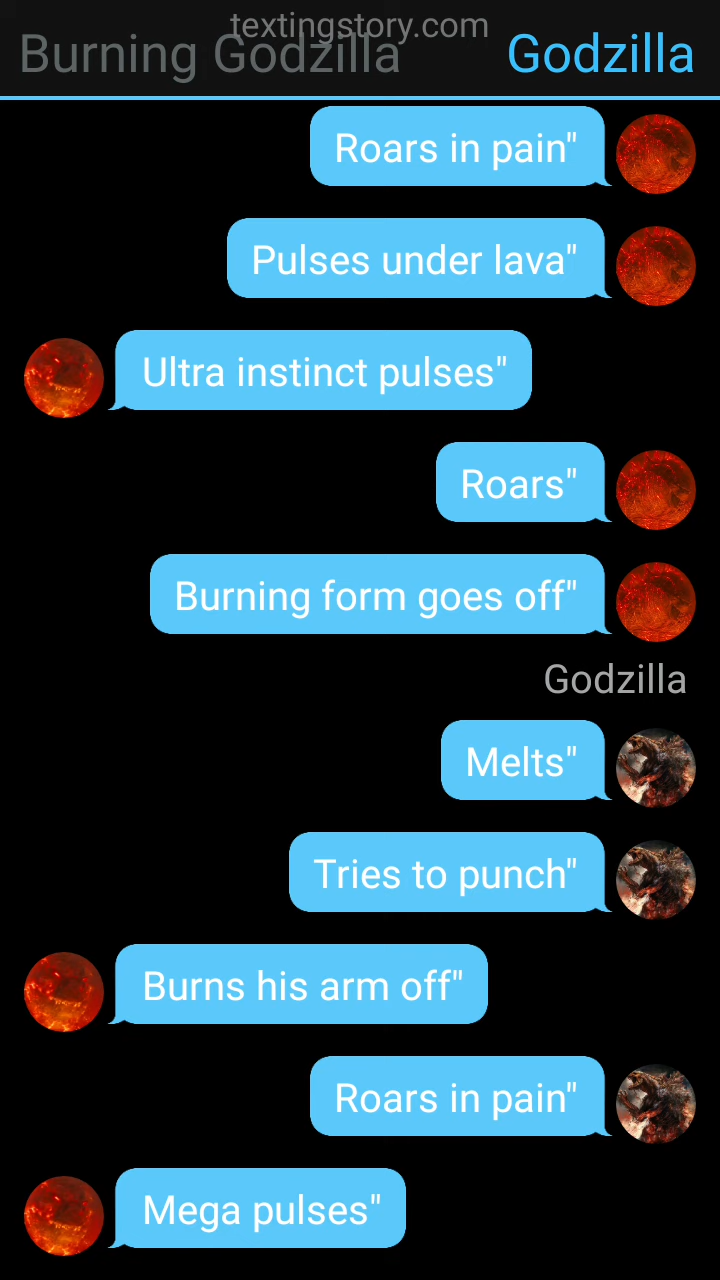 textingstory.com
Burning Godzilla
Godzilla
Roars in pain"
Pulses under lava"
Ultra instinct pulses"
Roars"
Burning form goes off"
Godzilla
Melts"
Tries to punch"
Burns his arm off"
Roars in pain"
Mega pulses"